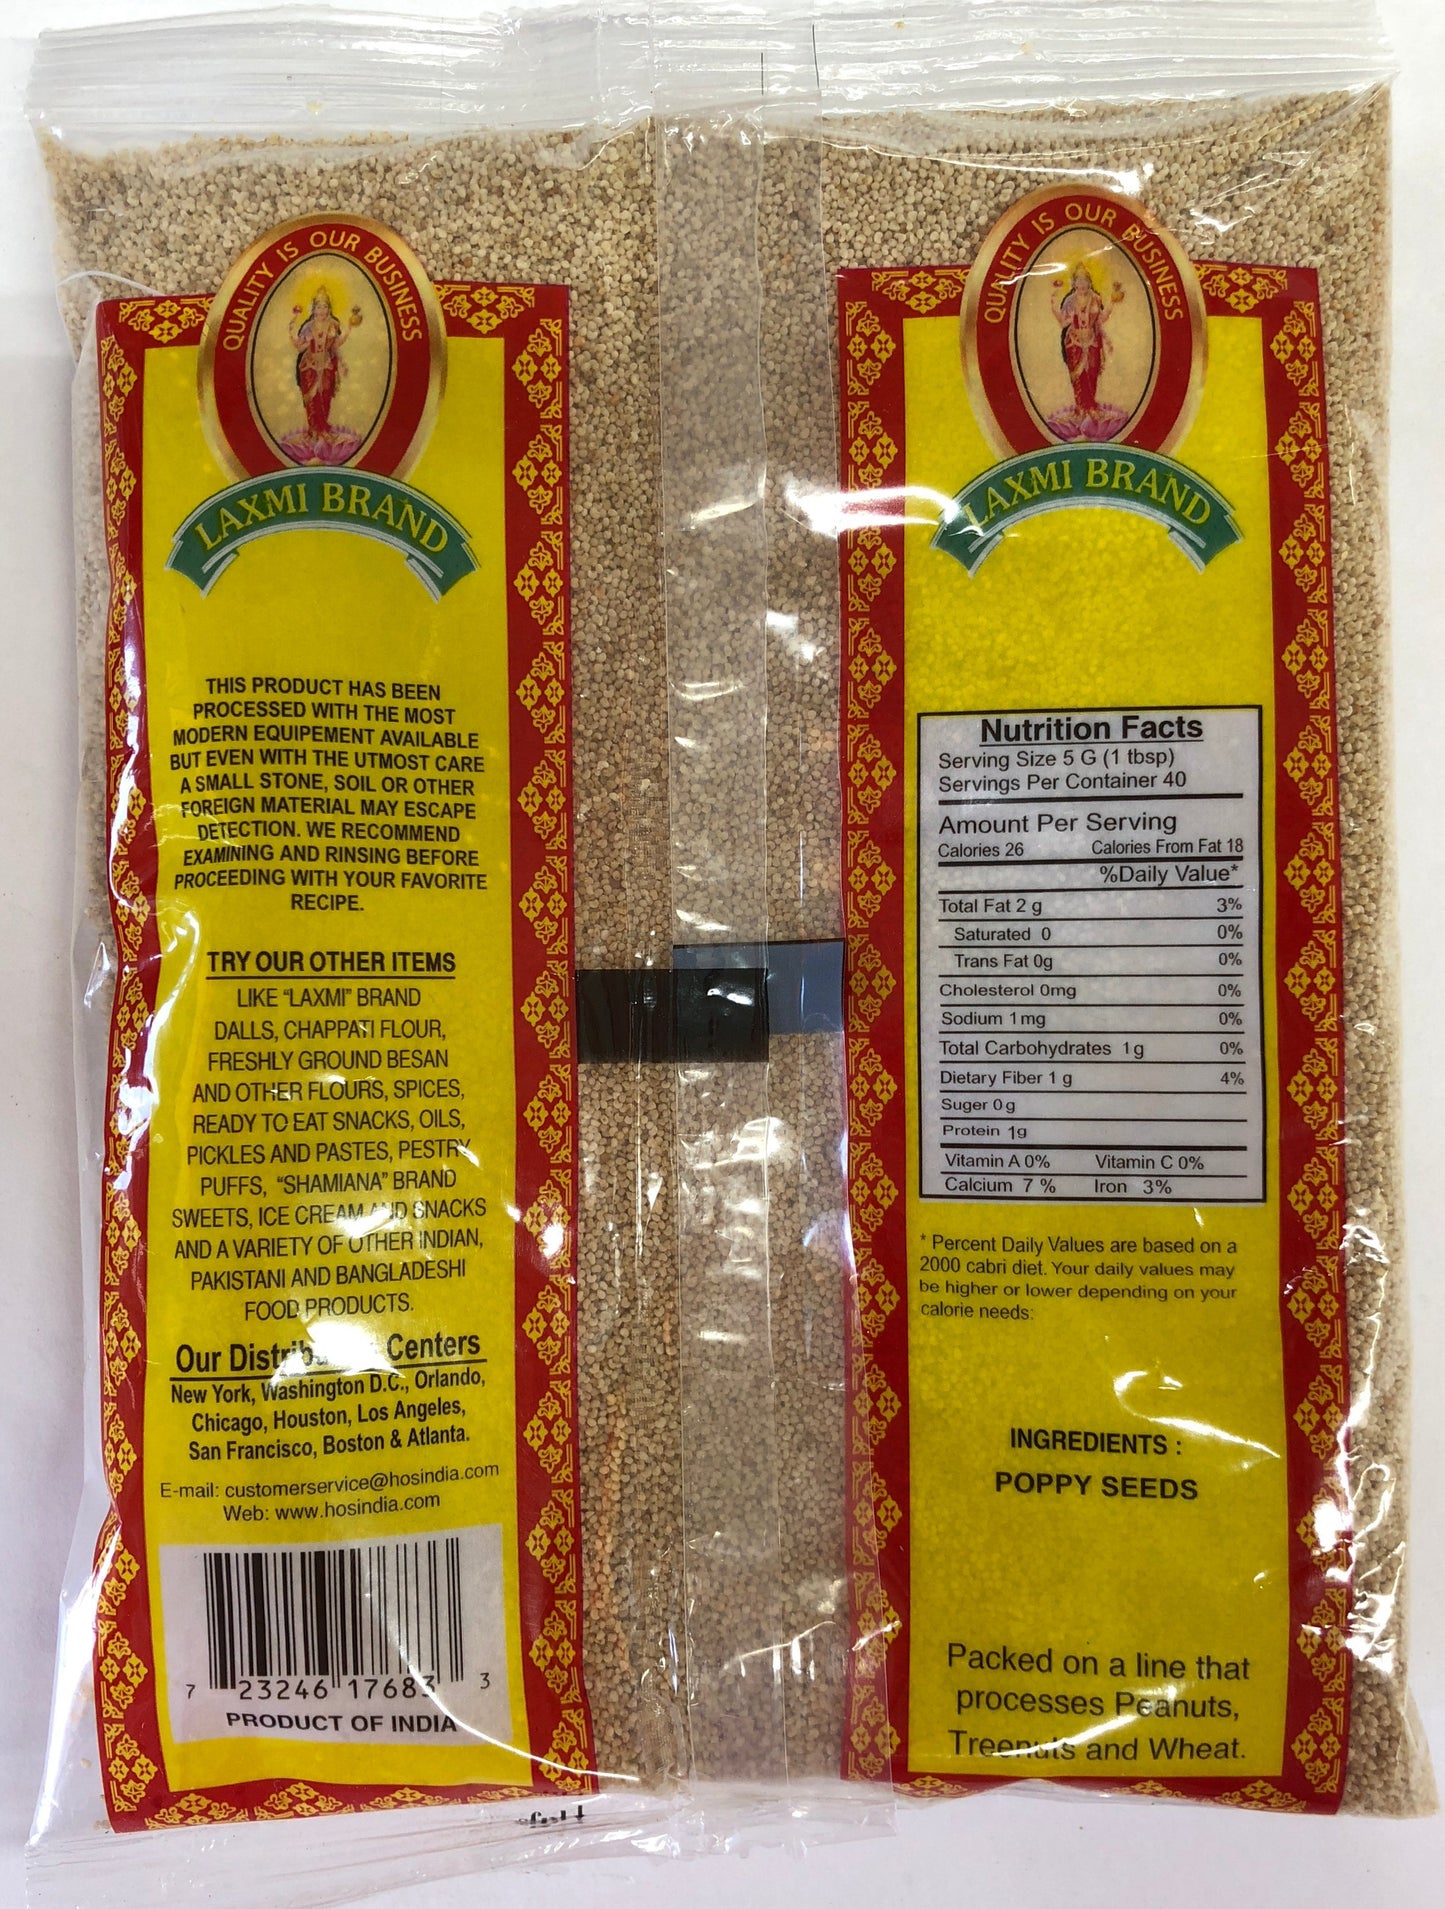 QUALITY IS OUR BUSINESS
LAXMI BRAND
THIS PRODUCT HAS BEEN
PROCESSED WITH THE MOST
MODERN EQUIPEMENT AVAILABLE
BUT EVEN WITH THE UTMOST CARE
A SMALL STONE, SOIL OR OTHER
FOREIGN MATERIAL MAY ESCAPE
DETECTION. WE RECOMMEND
EXAMINING AND RINSING BEFORE
PROCEEDING WITH YOUR FAVORITE
RECIPE.
TRY OUR OTHER ITEMS
LIKE “LAXMI” BRAND
DALLS, CHAPPATI FLOUR,
FRESHLY GROUND BESAN
AND OTHER FLOURS, SPICES,
READY TO EAT SNACKS, OILS,
PICKLES AND PASTES, PESTRY
PUFFS, “SHAMIANA” BRAND
SWEETS, ICE CREAM AND SNACKS
AND A VARIETY OF OTHER INDIAN,
PAKISTANI AND BANGLADESHI
FOOD PRODUCTS.
Our Centers
New York, Washington D.C., Orlando,
Chicago, Houston, Los Angeles,
San Francisco, Boston & Atlanta.
E-mail: customerservice@hosindia.com
Web: www.hosindia.com
7 23246 17683 3
PRODUCT OF INDIA
QUALITY IS OUR BUSINESS
LAXMI BRAND
Nutrition Facts
Serving Size 5 G (1 tbsp)
Servings Per Container 40
Amount Per Serving
Calories 26 Calories From Fat 18
%Daily Value*
Total Fat 2 g 3%
Saturated 0 0%
Trans Fat 0g 0%
Cholesterol 0mg 0%
Sodium 1mg 0%
Total Carbohydrates 1g 0%
Dietary Fiber 1 g 4%
Suger 0g
Protein 1g
Vitamin A 0% Vitamin C 0%
Calcium 7 % Iron 3%
* Percent Daily Values are based on a
2000 cabri diet. Your daily values may
be higher or lower depending on your
calorie needs:
INGREDIENTS :
POPPY SEEDS
Packed on a line that
processes Peanuts,
Treenuts and Wheat.